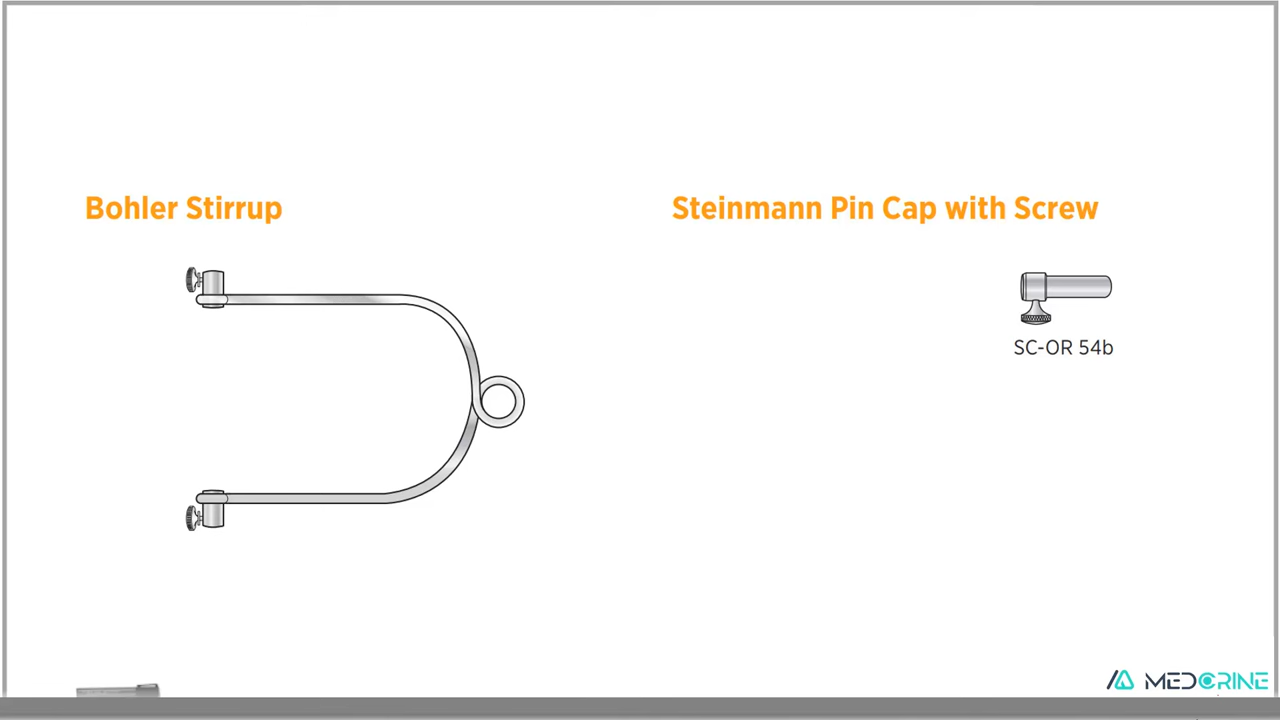 Bohler Stirrup
Steinmann Pin Cap with Screw
SC-OR 54b
MEDCRINE